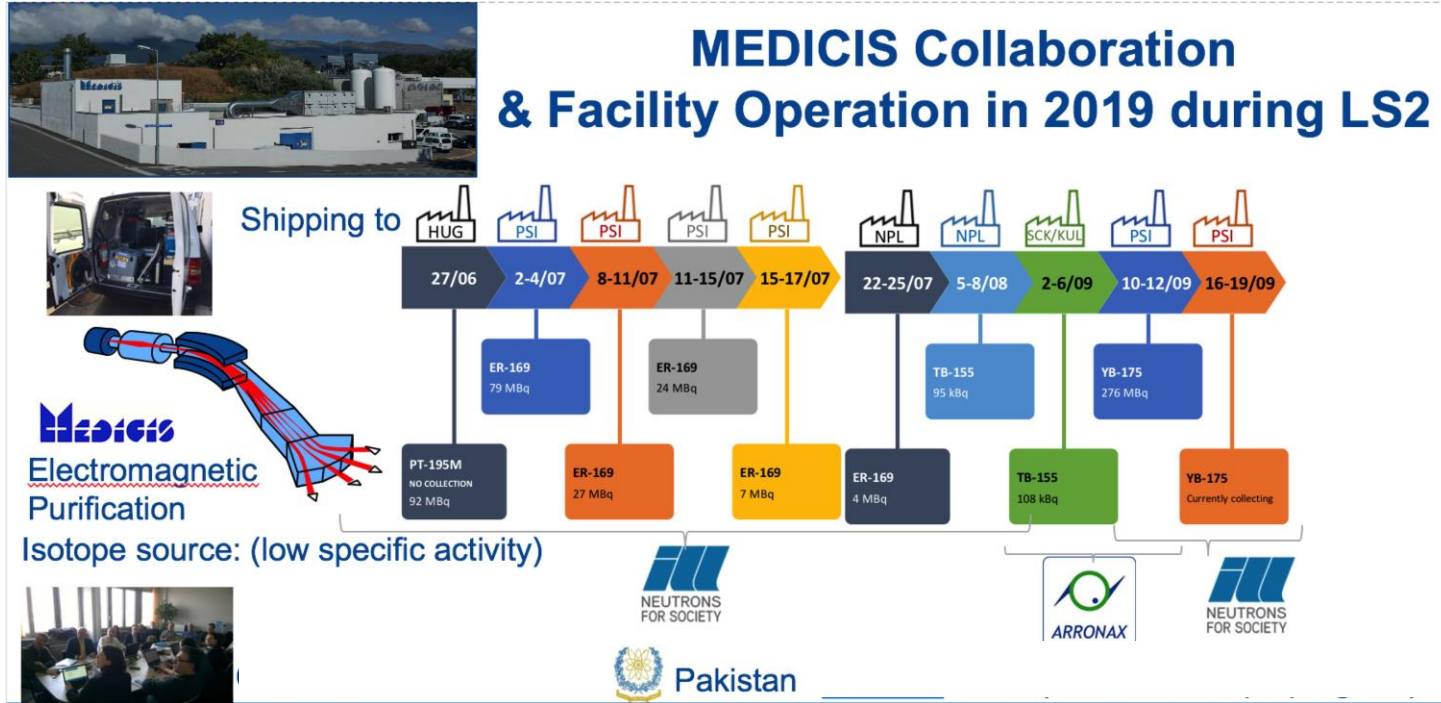 MEDICIS Collaboration
& Facility Operation in 2019 during LS2
MEDICIS
Shipping to
HUG
PSI
PSI
PSI
PSI
NPL
NPL
SCK/KUL
PSI
PSI
27/06
2-4/07
8-11/07
11-15/07
15-17/07
22-25/07
5-8/08
2-6/09
10-12/09
16-19/09
ER-169
79 MBq
ER-169
24 MBq
TB-155
95 kBq
YB-175
276 MBq
PT-195M
NO COLLECTION
92 MBq
ER-169
27 MBq
ER-169
7 MBq
ER-169
4 MBq
TB-155
108 kBq
YB-175
Currently collecting
MEDICIS
Electromagnetic
Purification
Isotope source: (low specific activity)
NEUTRONS
FOR SOCIETY
ARRONAX
NEUTRONS
FOR SOCIETY
Pakistan